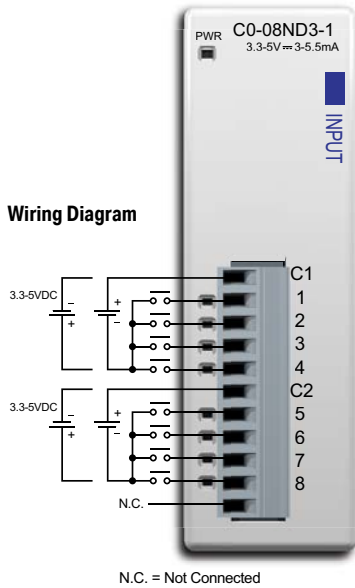 PWR
C0-08ND3-1
3.3-5V⎓3-5.5mA
INPUT
Wiring Diagram
C1
3.3-5VDC
–
+
+
–
1
2
3
4
C2
3.3-5VDC
–
+
+
–
5
6
7
8
N.C.
N.C. = Not Connected